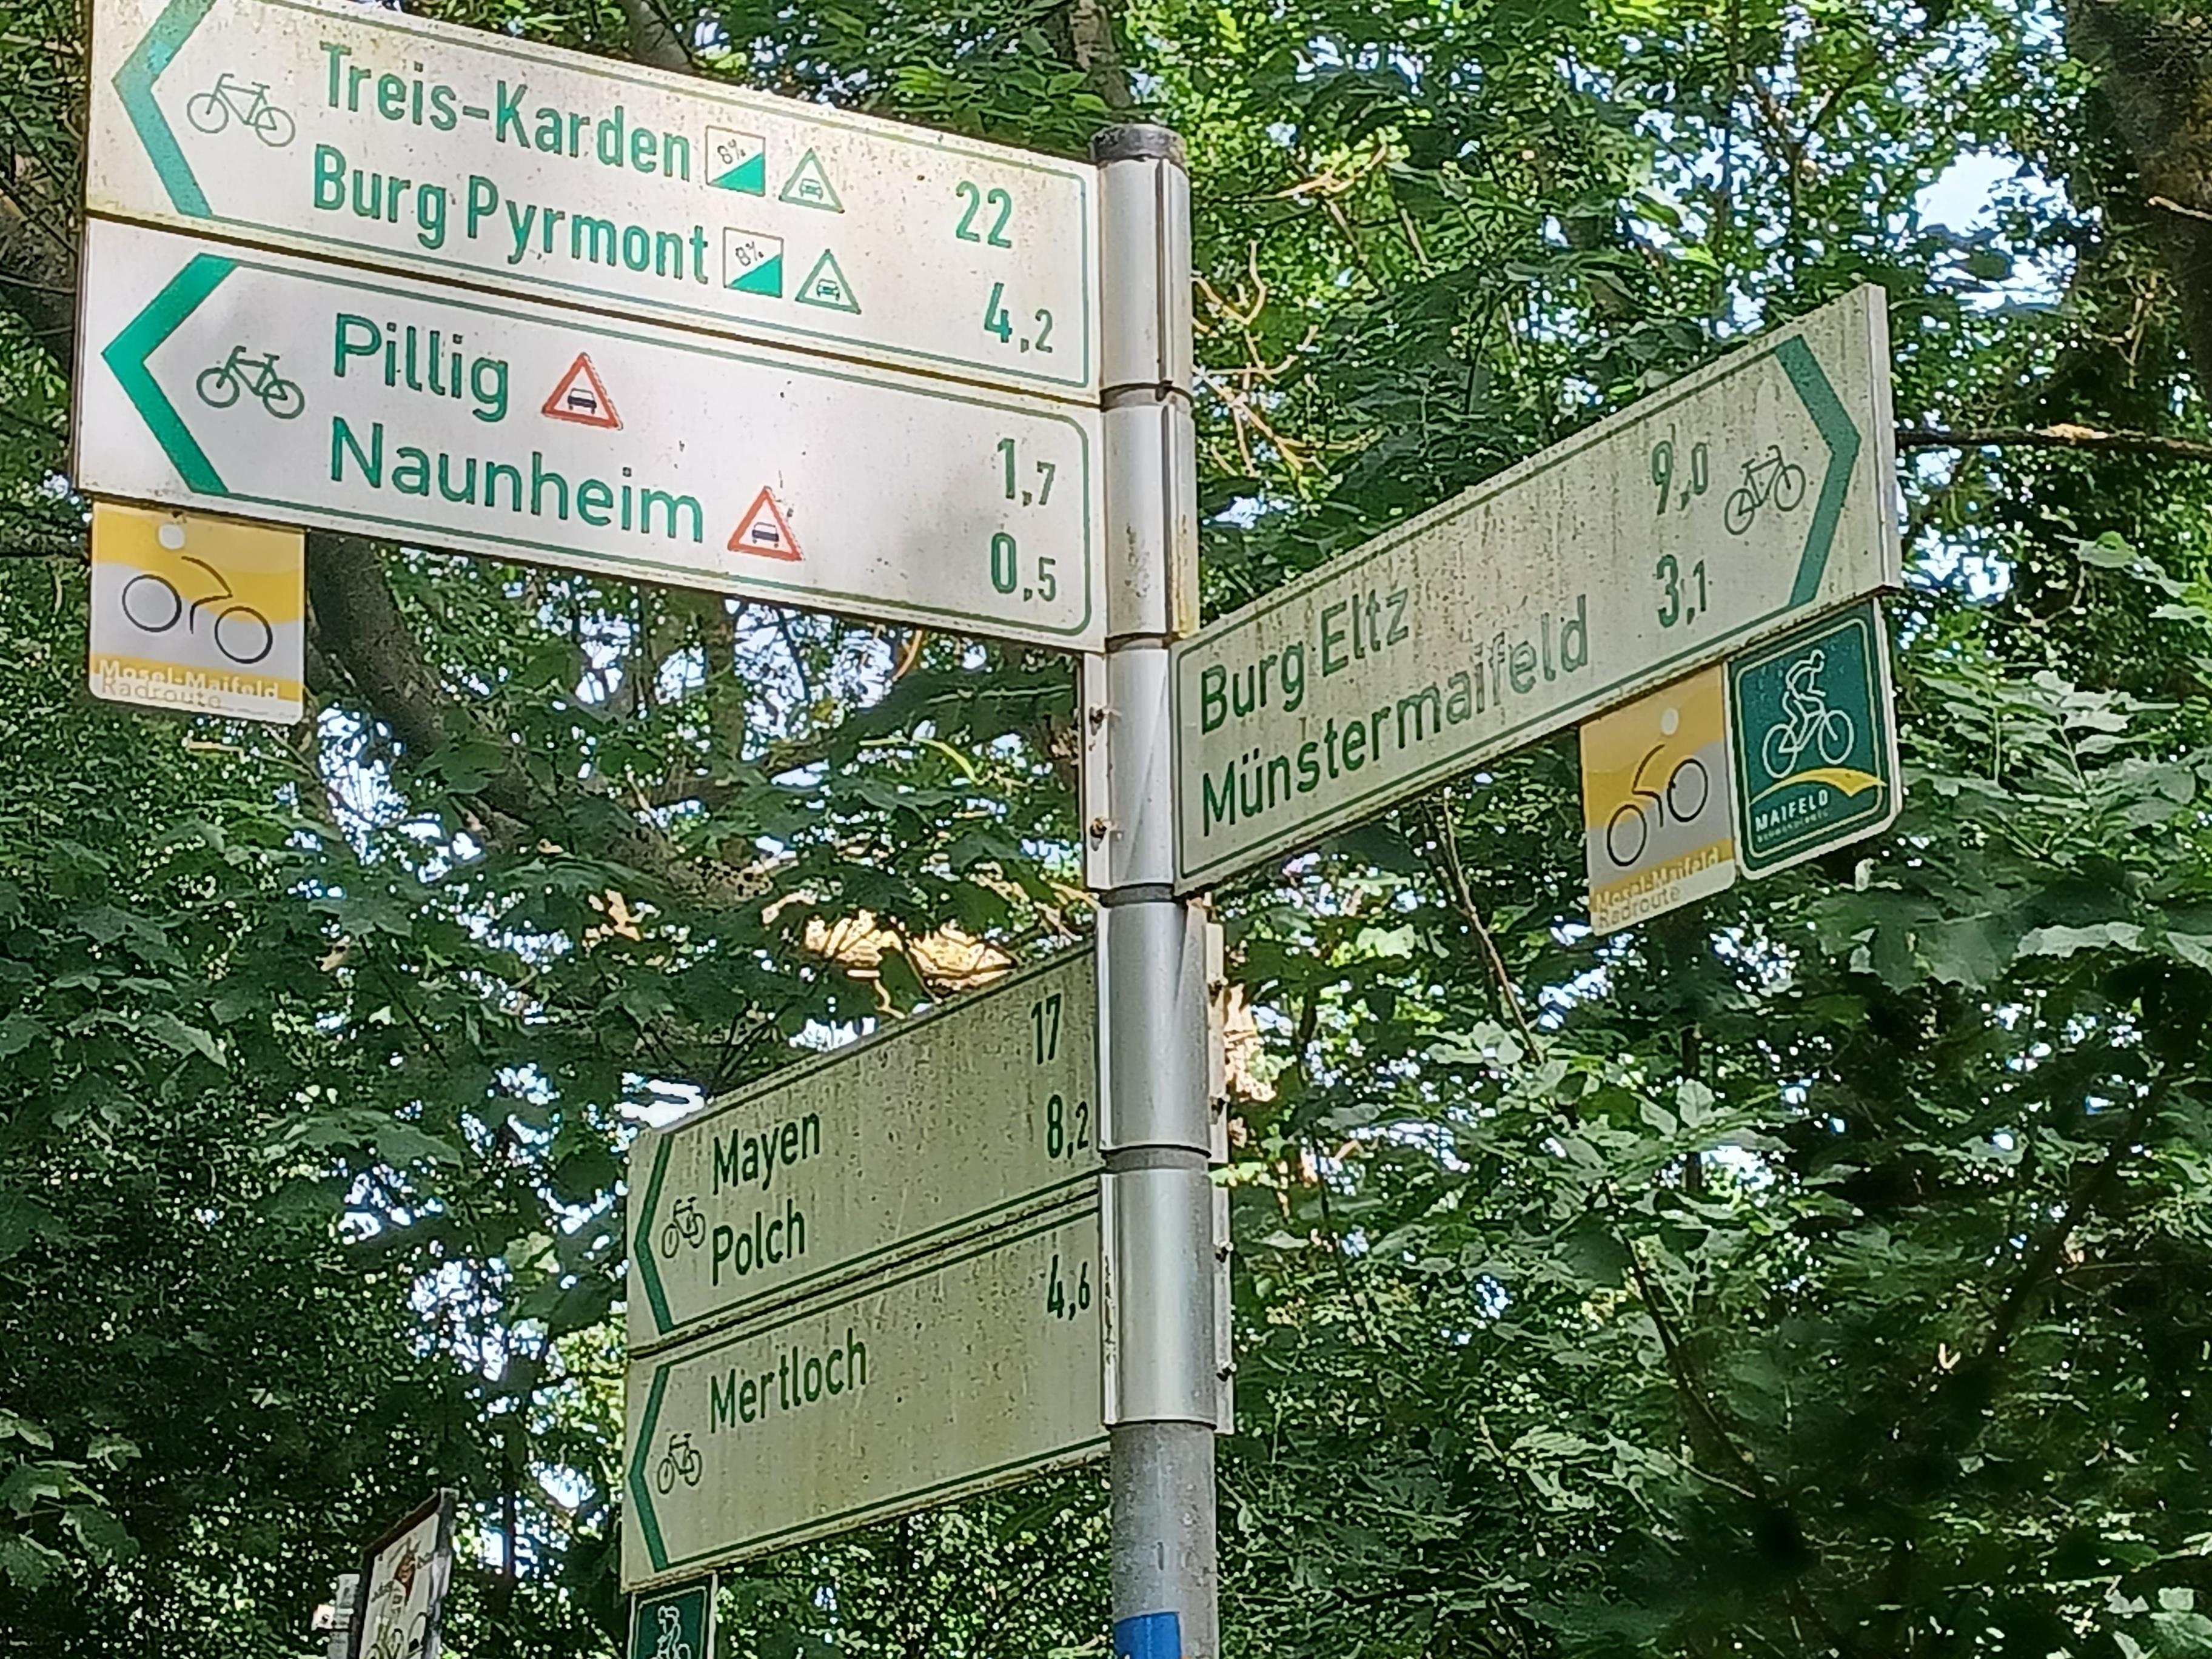 Treis-Karden 8% 22
Burg Pyrmont 8% 4,2
Pillig 1,7
Naunheim 0,5
Mosel-Maifeld
Radroute
9,0
Burg Eltz
3,1
Münstermaifeld
Mosel-Maifeld
Radroute
MAIFELD
Mayen 17
Polch 8,2
Mertloch 4,6